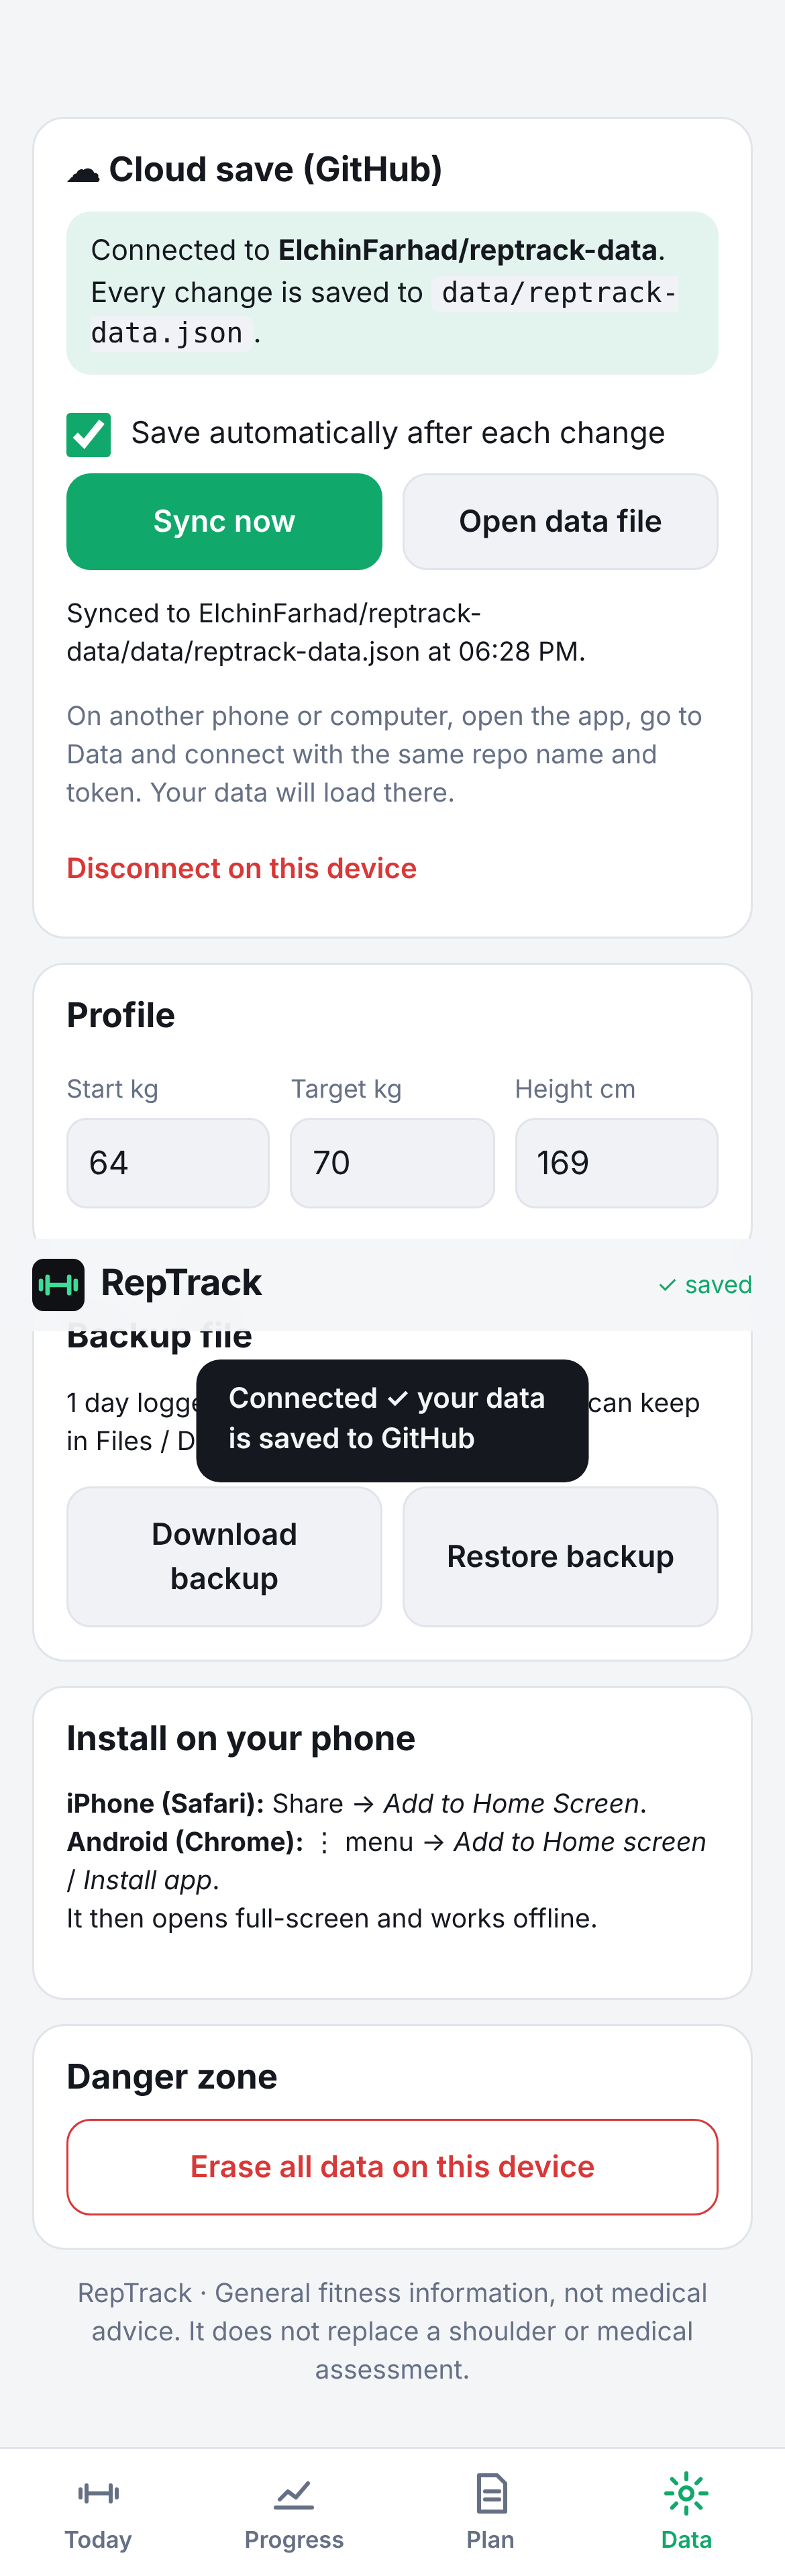 ☁ Cloud save (GitHub)
Connected to ElchinFarhad/reptrack-data.
Every change is saved to data/reptrack-
data.json.
Save automatically after each change
Sync now
Open data file
Synced to ElchinFarhad/reptrack-
data/data/reptrack-data.json at 06:28 PM.
On another phone or computer, open the app, go to
Data and connect with the same repo name and
token. Your data will load there.
Disconnect on this device
Profile
Start kg
Target kg
Height cm
64
70
169
RepTrack
✓ saved
Backup file
1 day can keep
in Files /
Connected ✓ your data
is saved to GitHub
Download
backup
Restore backup
Install on your phone
iPhone (Safari): Share → Add to Home Screen.
Android (Chrome): ⋮ menu → Add to Home screen
/ Install app.
It then opens full-screen and works offline.
Danger zone
Erase all data on this device
RepTrack · General fitness information, not medical
advice. It does not replace a shoulder or medical
assessment.
Today
Progress
Plan
Data